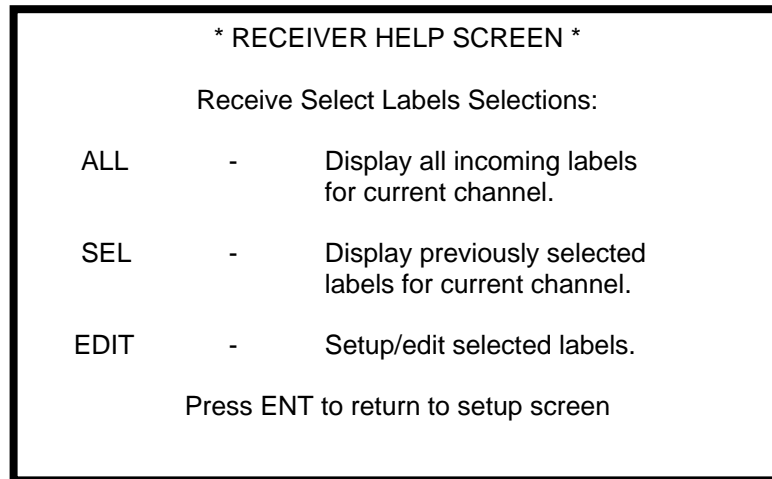 * RECEIVER HELP SCREEN *
Receive Select Labels Selections:
ALL - Display all incoming labels
for current channel.
SEL - Display previously selected
labels for current channel.
EDIT - Setup/edit selected labels.
Press ENT to return to setup screen